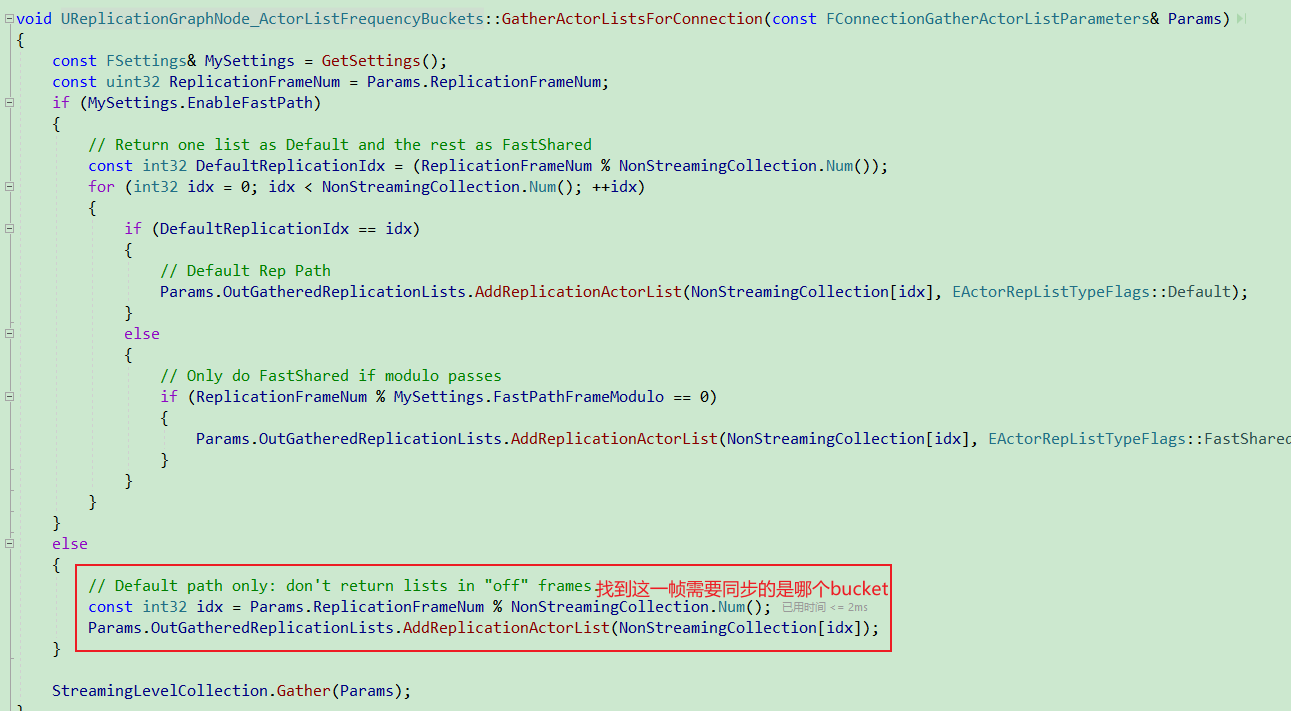 void UReplicationGraphNode_ActorListFrequencyBuckets::GatherActorListsForConnection(const FConnectionGatherActorListParameters& Params)
{
const FSettings& MySettings = GetSettings();
const uint32 ReplicationFrameNum = Params.ReplicationFrameNum;
if (MySettings.EnableFastPath)
{
// Return one list as Default and the rest as FastShared
const int32 DefaultReplicationIdx = (ReplicationFrameNum % NonStreamingCollection.Num());
for (int32 idx = 0; idx < NonStreamingCollection.Num(); ++idx)
{
if (DefaultReplicationIdx == idx)
{
// Default Rep Path
Params.OutGatheredReplicationLists.AddReplicationActorList(NonStreamingCollection[idx], EActorRepListTypeFlags::Default);
}
else
{
// Only do FastShared if modulo passes
if (ReplicationFrameNum % MySettings.FastPathFrameModulo == 0)
{
Params.OutGatheredReplicationLists.AddReplicationActorList(NonStreamingCollection[idx], EActorRepListTypeFlags::FastShared
}
}
}
}
else
{
// Default path only: don't return lists in "off" frames 找到这一帧需要同步的是哪个bucket
const int32 idx = Params.ReplicationFrameNum % NonStreamingCollection.Num(); 已用时间 <= 2ms
Params.OutGatheredReplicationLists.AddReplicationActorList(NonStreamingCollection[idx]);
}
StreamingLevelCollection.Gather(Params);
}